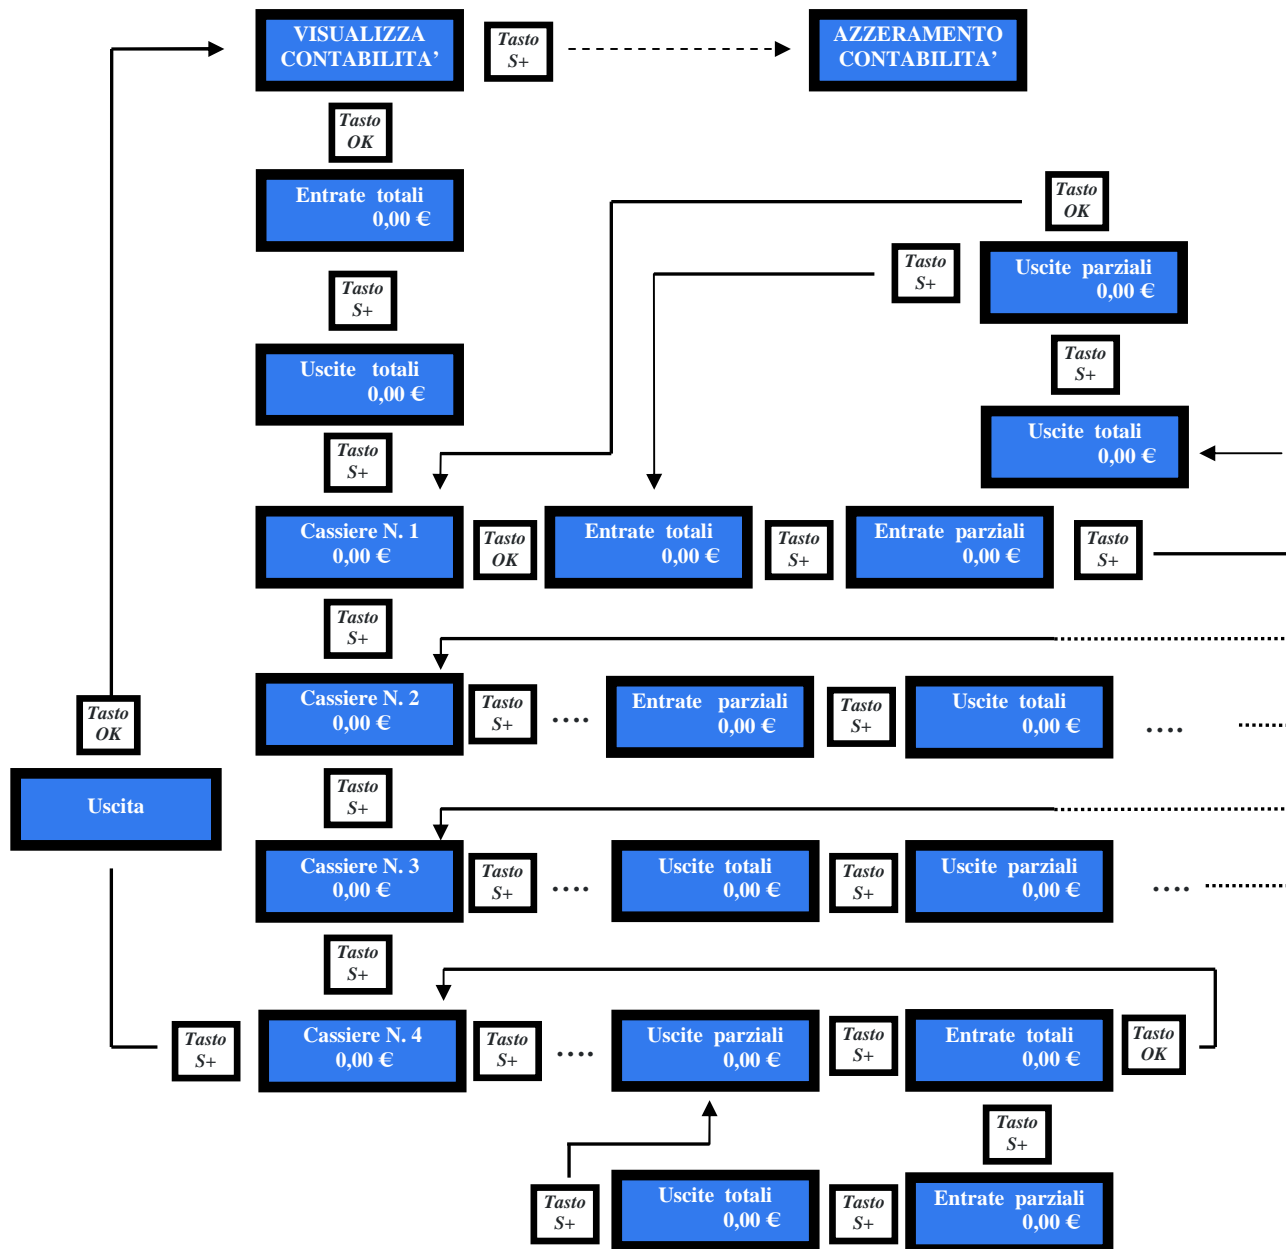 VISUALIZZA
CONTABILITA’
Tasto
S+
AZZERAMENTO
CONTABILITA’
Tasto
OK
Entrate totali
0,00 €
Tasto
OK
Tasto
S+
Uscite parziali
0,00 €
Tasto
S+
Tasto
S+
Uscite totali
0,00 €
Uscite totali
0,00 €
Tasto
S+
Cassiere N. 1
0,00 €
Tasto
OK
Entrate totali
0,00 €
Tasto
S+
Entrate parziali
0,00 €
Tasto
S+
Tasto
S+
Cassiere N. 2
0,00 €
Tasto
S+
....
Entrate parziali
0,00 €
Tasto
S+
Uscite totali
0,00 €
....
Tasto
OK
Uscita
Tasto
S+
Cassiere N. 3
0,00 €
Tasto
S+
....
Uscite totali
0,00 €
Tasto
S+
Uscite parziali
0,00 €
....
Tasto
S+
Tasto
S+
Cassiere N. 4
0,00 €
Tasto
S+
....
Uscite parziali
0,00 €
Tasto
S+
Entrate totali
0,00 €
Tasto
OK
Tasto
S+
Tasto
S+
Uscite totali
0,00 €
Tasto
S+
Entrate parziali
0,00 €